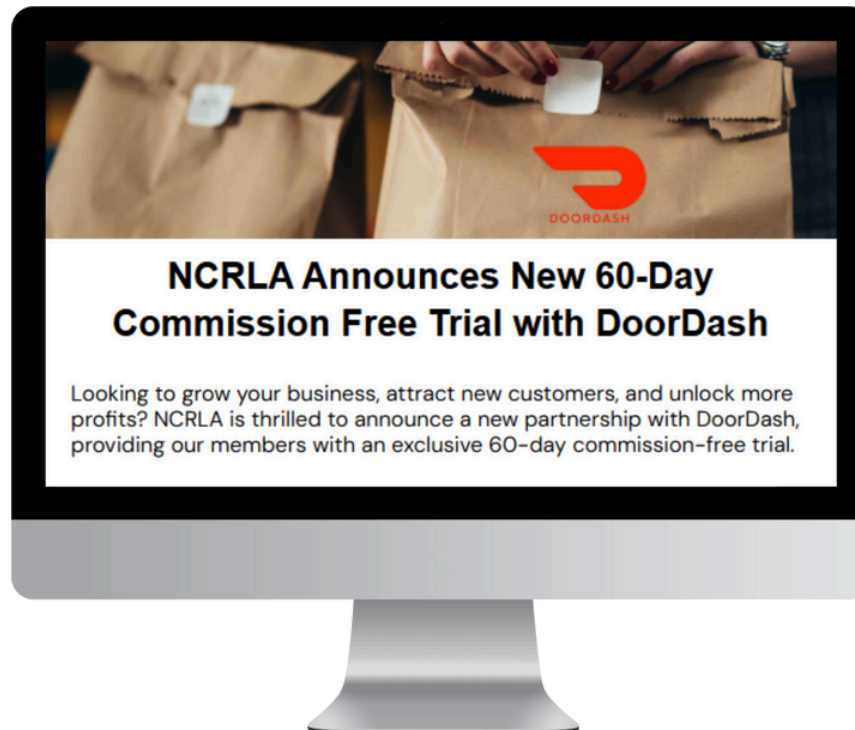 DOORDASH
NCRLA Announces New 60-Day
Commission Free Trial with DoorDash
Looking to grow your business, attract new customers, and unlock more
profits? NCRLA is thrilled to announce a new partnership with DoorDash,
providing our members with an exclusive 60-day commission-free trial.